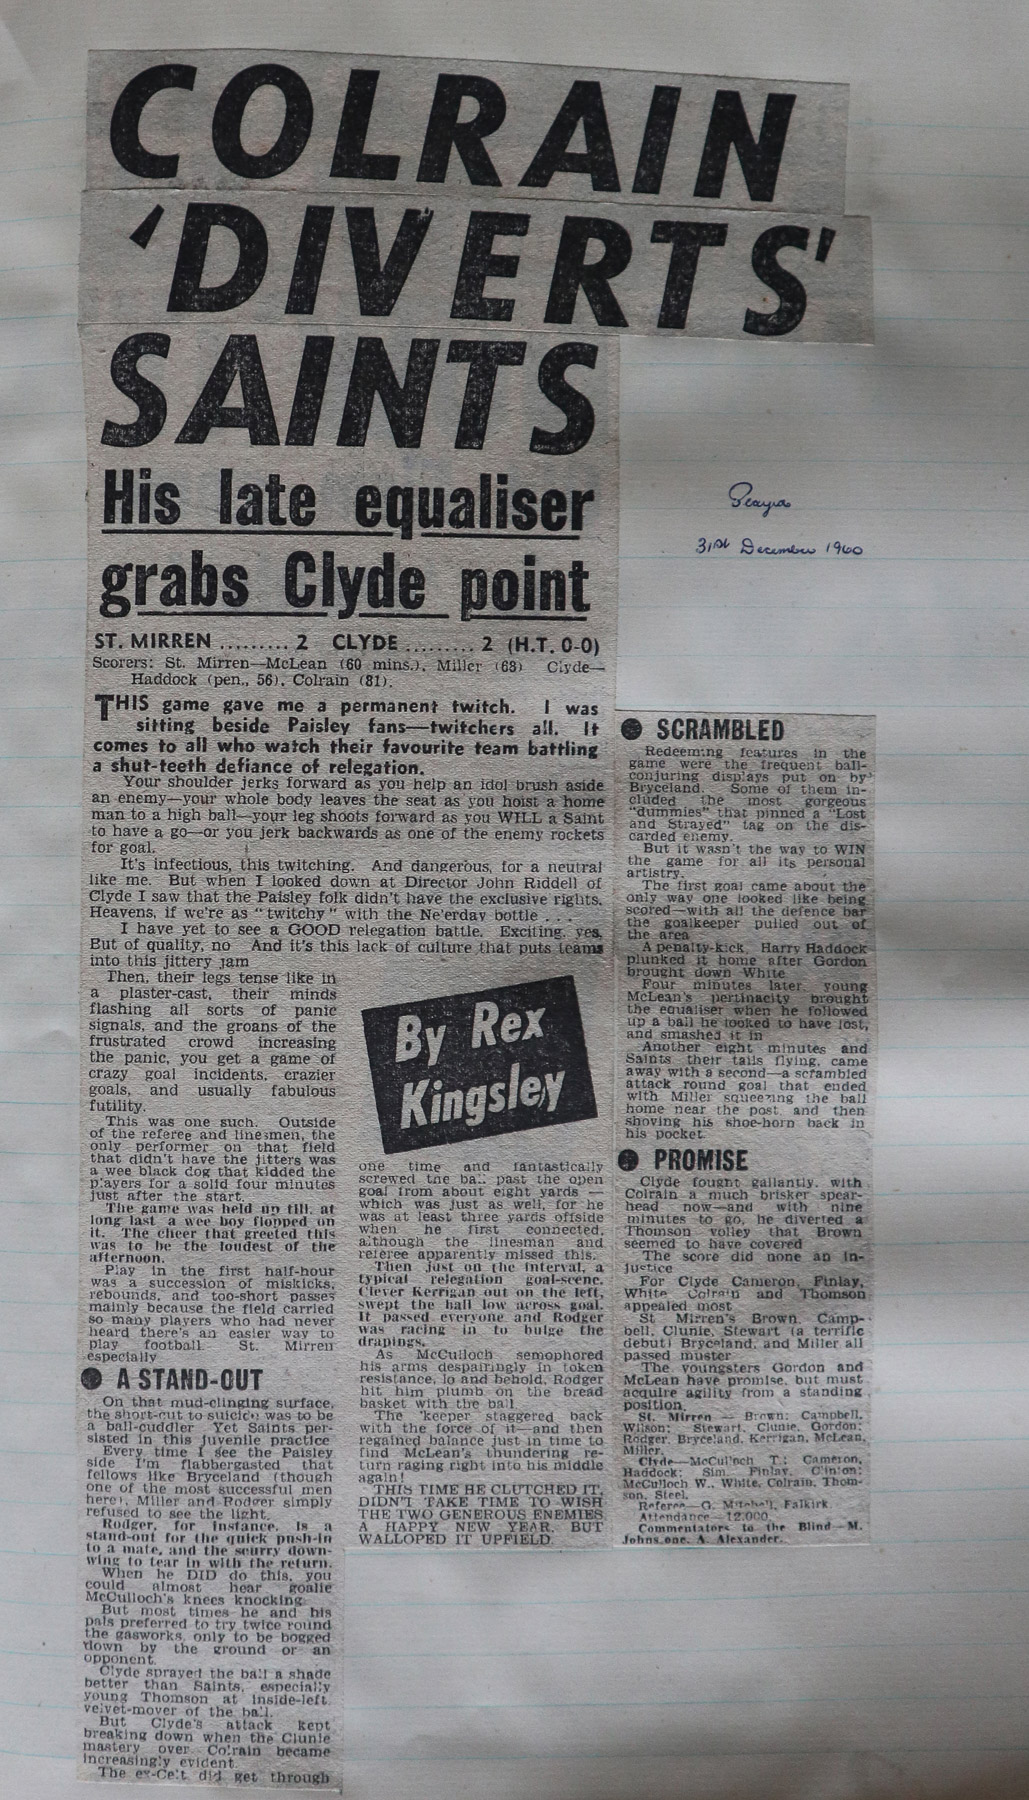 COLRAIN
'DIVERTS'
SAINTS
His late equaliser
grabs Clyde point
31st December 1960
ST. MIRREN ......... 2 CLYDE ......... 2 (H.T. 0-0)
Scorers: St. Mirren—McLean (60 mins.), Miller (68) Clyde—
Haddock (pen., 56), Colrain (81).
THIS game gave me a permanent twitch. I was
sitting beside Paisley fans—twitchers all. It
comes to all who watch their favourite team battling
a shut-teeth defiance of relegation.
Your shoulder jerks forward as you help an idol brush aside
an enemy—your whole body leaves the seat as you hoist a home
man to a high ball—your leg shoots forward as you WILL a Saint
to have a go—or you jerk backwards as one of the enemy rockets
for goal.
It's infectious, this twitching. And dangerous, for a neutral
like me. But when I looked down at Director John Riddell of
Clyde I saw that the Paisley folk didn't have the exclusive rights.
Heavens, if we're as "twitchy" with the Ne'erday bottle . . .
I have yet to see a GOOD relegation battle. Exciting, yes.
But of quality, no And it's this lack of culture that puts teams
into this jittery jam
Then, their legs tense like in
a plaster-cast, their minds
flashing all sorts of panic
signals, and the groans of the
frustrated crowd increasing
the panic, you get a game of
crazy goal incidents, crazier
goals, and usually fabulous
futility.
This was one such. Outside
of the referee and linesmen, the
only performer on that field
that didn't have the jitters was
a wee black dog that kidded the
players for a solid four minutes
just after the start.
The game was held up till, at
long last a wee boy flopped on
it. The cheer that greeted this
was to be the loudest of the
afternoon.
Play in the first half-hour
was a succession of miskicks,
rebounds, and too-short passes
mainly because the field carried
so many players who had never
heard there's an easier way to
play football. St. Mirren
especially
● A STAND-OUT
On that mud-clinging surface,
the short-cut to suicide was to be
a ball-cuddler Yet Saints per-
sisted in this juvenile practice
Every time I see the Paisley
side I'm flabbergasted that
fellows like Bryceland (though
one of the most successful men
here), Miller and Rodger simply
refused to see the light.
Rodger, for instance, is a
stand-out for the quick push-in
to a mate, and the scurry down-
wing to tear in with the return.
When he DID do this, you
could almost hear goalie
McCulloch's knees knocking
But most times he and his
pals preferred to try twice round
the gasworks, only to be bogged
down by the ground or an
opponent.
Clyde sprayed the ball a shade
better than Saints, especially
young Thomson at inside-left
velvet-mover of the ball.
But Clyde's attack kept
breaking down when the Clunie
mastery over Colrain became
increasingly evident.
The ex-Celt did get through
By Rex
Kingsley
one time and fantastically
screwed the ball past the open
goal from about eight yards —
which was just as well, for he
was at least three yards offside
when he first connected,
although the linesman and
referee apparently missed this.
Then just on the interval, a
typical relegation goal-scene.
Clever Kerrigan out on the left,
swept the ball low across goal.
It passed everyone and Rodger
was racing in to bulge the
drapings.
As McCulloch semophored
his arms despairingly in token
resistance, lo and behold, Rodger
hit him plumb on the bread
basket with the ball
The 'keeper staggered back
with the force of it—and then
regained balance just in time to
find McLean's thundering re-
turn raging right into his middle
again!
THIS TIME HE CLUTCHED IT,
DIDN'T TAKE TIME TO WISH
THE TWO GENEROUS ENEMIES
A HAPPY NEW YEAR, BUT
WALLOPED IT UPFIELD.
● SCRAMBLED
Redeeming features in the
game were the frequent ball-
conjuring displays put on by
Bryceland. Some of them in-
cluded the most gorgeous
"dummies" that pinned a "Lost
and Strayed" tag on the dis-
carded enemy.
But it wasn't the way to WIN
the game for all its personal
artistry.
The first goal came about the
only way one looked like being
scored—with all the defence bar
the goalkeeper pulled out of
the area
A penalty-kick, Harry Haddock
plunked it home after Gordon
brought down White
Four minutes later, young
McLean's pertinacity brought
the equaliser when he followed
up a ball he looked to have lost,
and smashed it in
Another eight minutes and
Saints their tails flying, came
away with a second—a scrambled
attack round goal that ended
with Miller squeezing the ball
home near the post, and then
shoving his shoe-horn back in
his pocket.
● PROMISE
Clyde fought gallantly, with
Colrain a much brisker spear-
head now—and with nine
minutes to go, he diverted a
Thomson volley that Brown
seemed to have covered
The score did none an in-
justice
For Clyde Cameron, Finlay,
White Colrain and Thomson
appealed most
St Mirren's Brown, Camp-
bell, Clunie, Stewart (a terrific
debut) Bryceland, and Miller all
passed muster
The youngsters Gordon and
McLean have promise, but must
acquire agility from a standing
position.
St. Mirren — Brown; Campbell,
Wilson; Stewart, Clunie, Gordon;
Rodger, Bryceland, Kerrigan, McLean,
Miller.
Clyde—McCulloch T.; Cameron,
Haddock; Sim, Finlay, Clinton;
McCulloch W., White, Colrain, Thom-
son, Steel.
Referee—G. Mitchell, Falkirk.
Attendance—12,000.
Commentators to the Blind—M.
Johnstone, A. Alexander.